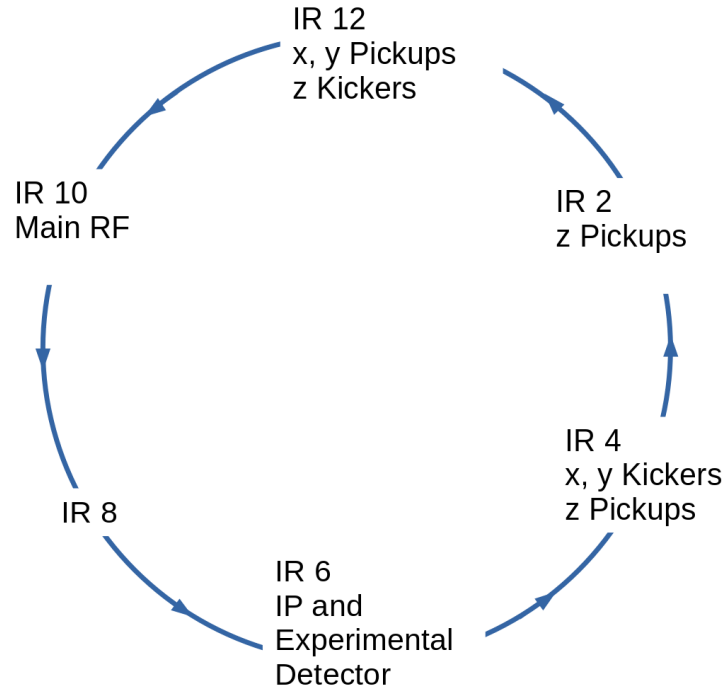 IR 12
x, y Pickups
z Kickers
IR 10
Main RF
IR 2
z Pickups
IR 4
x, y Kickers
z Pickups
IR 8
IR 6
IP and
Experimental
Detector